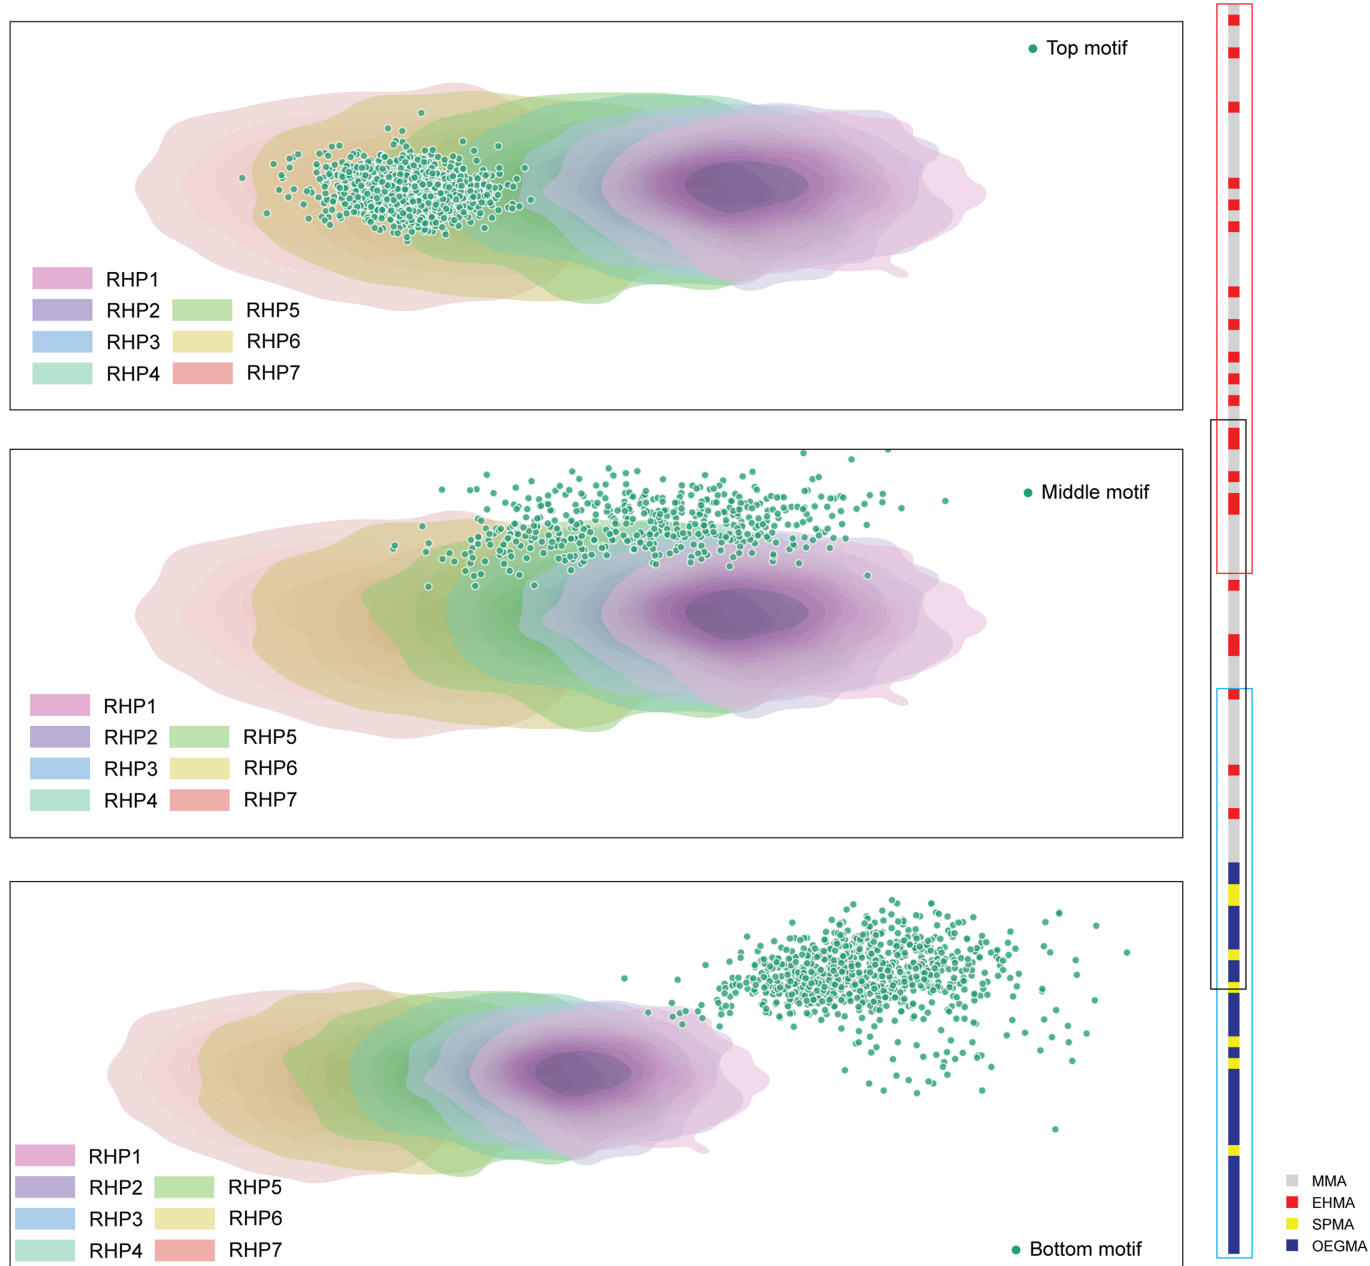 Top motif
RHP1
RHP2 RHP5
RHP3 RHP6
RHP4 RHP7
Middle motif
RHP1
RHP2 RHP5
RHP3 RHP6
RHP4 RHP7
RHP1
RHP2 RHP5
RHP3 RHP6
RHP4 RHP7
Bottom motif
MMA
EHMA
SPMA
OEGMA